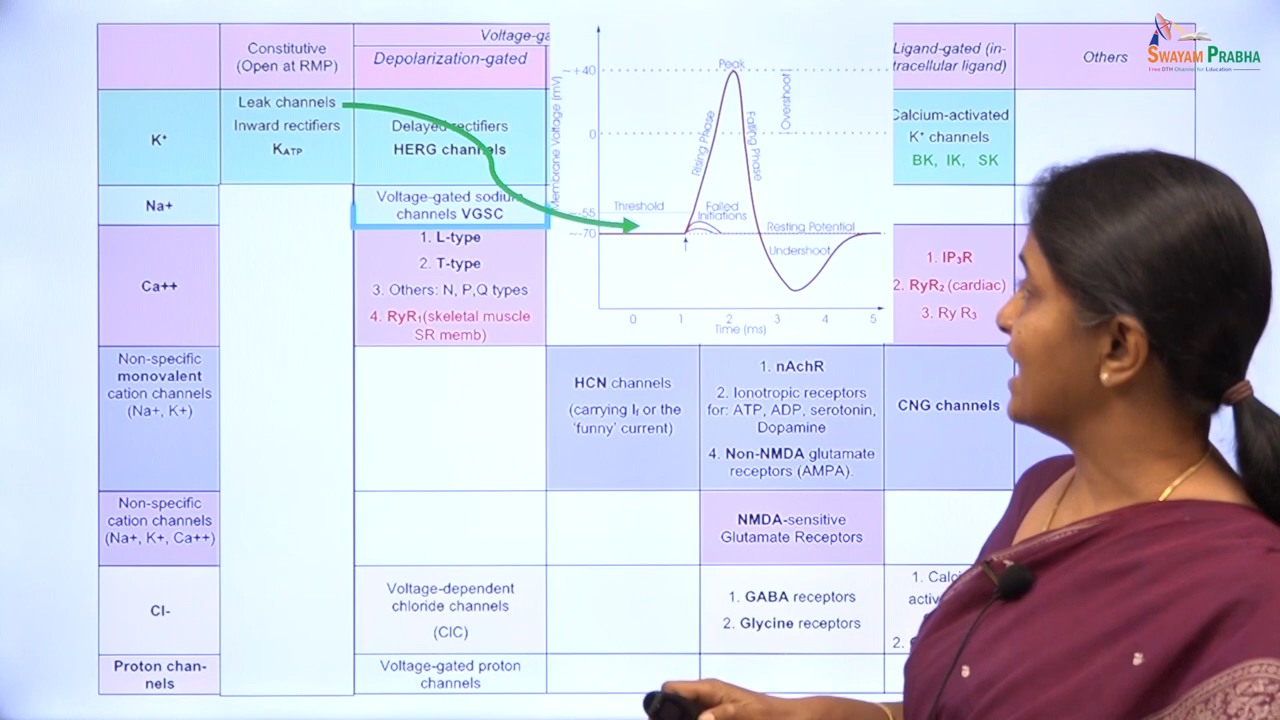 SWAYAM PRABHA
Free DTH Channel for Education
Constitutive
(Open at RMP)
Voltage-ga
Depolarization-gated
Ligand-gated (in-
tracellular ligand)
Others
K+
Leak channels
Inward rectifiers
KATP
Delayed rectifiers
HERG channels
Calcium-activated
K+ channels
BK, IK, SK
Na+
Voltage-gated sodium
channels VGSC
Ca++
1. L-type
2. T-type
3. Others: N, P,Q types
4. RyR1(skeletal muscle
SR memb)
1. IP3R
2. RyR2 (cardiac)
3. Ry R3
Membrane Voltage (mV)
~+40
0
~-55
~-70
Peak
Overshoot
Rising Phase
Falling Phase
Threshold
Failed
Initiations
Resting Potential
Undershoot
0 1 2 3 4 5
Time (ms)
Non-specific
monovalent
cation channels
(Na+, K+)
HCN channels
(carrying If or the
'funny' current)
1. nAchR
2. Ionotropic receptors
for: ATP, ADP, serotonin,
Dopamine
4. Non-NMDA glutamate
receptors (AMPA).
CNG channels
Non-specific
cation channels
(Na+, K+, Ca++)
NMDA-sensitive
Glutamate Receptors
Cl-
Voltage-dependent
chloride channels
(ClC)
1. GABA receptors
2. Glycine receptors
1. Calc
activ
2.
Proton chan-
nels
Voltage-gated proton
channels